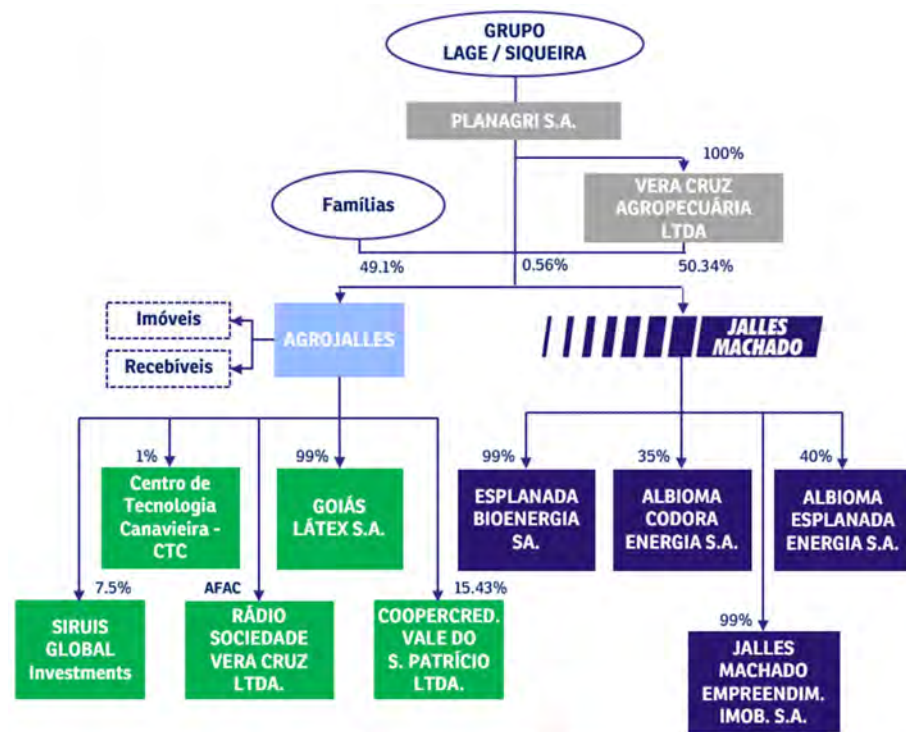 GRUPO
LAGE / SIQUEIRA
PLANAGRI S.A.
100%
VERA CRUZ
AGROPECUÁRIA
LTDA
Famílias
49.1%
0.56%
50.34%
Imóveis
Recebíveis
AGROJALLES
JALLES
MACHADO
1%
Centro de
Tecnologia
Canavieira -
CTC
99%
GOIÁS
LÁTEX S.A.
99%
ESPLANADA
BIOENERGIA
SA.
35%
ALBIOMA
CODORA
ENERGIA S.A.
40%
ALBIOMA
ESPLANADA
ENERGIA S.A.
7.5%
SIRUIS
GLOBAL
Investments
AFAC
RÁDIO
SOCIEDADE
VERA CRUZ
LTDA.
15.43%
COOPERCRED.
VALE DO
S. PATRÍCIO
LTDA.
99%
JALLES
MACHADO
EMPREENDIM.
IMOB. S.A.